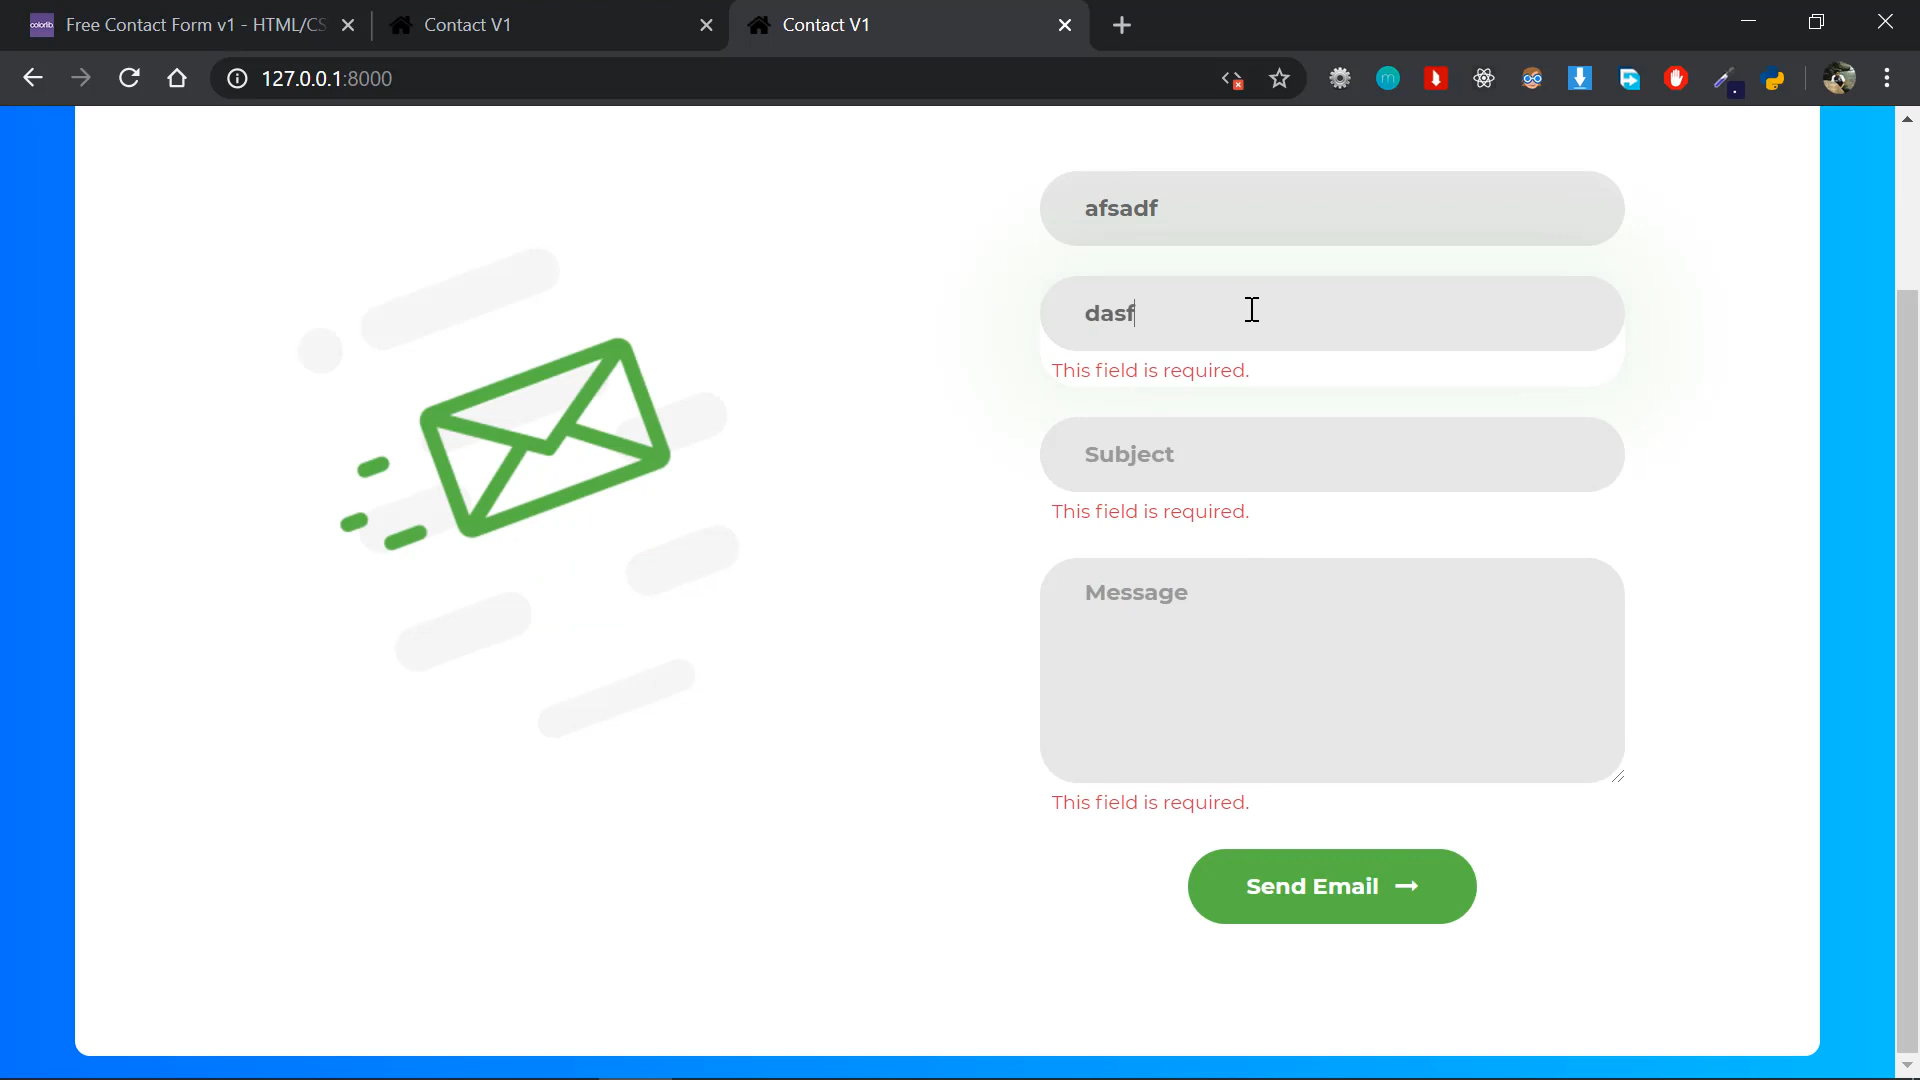 colorlib. Free Contact Form v1 - HTML/CS
Contact V1
Contact V1
127.0.0.1:8000
m
afsadf
dasf
This field is required.
Subject
This field is required.
Message
This field is required.
Send Email